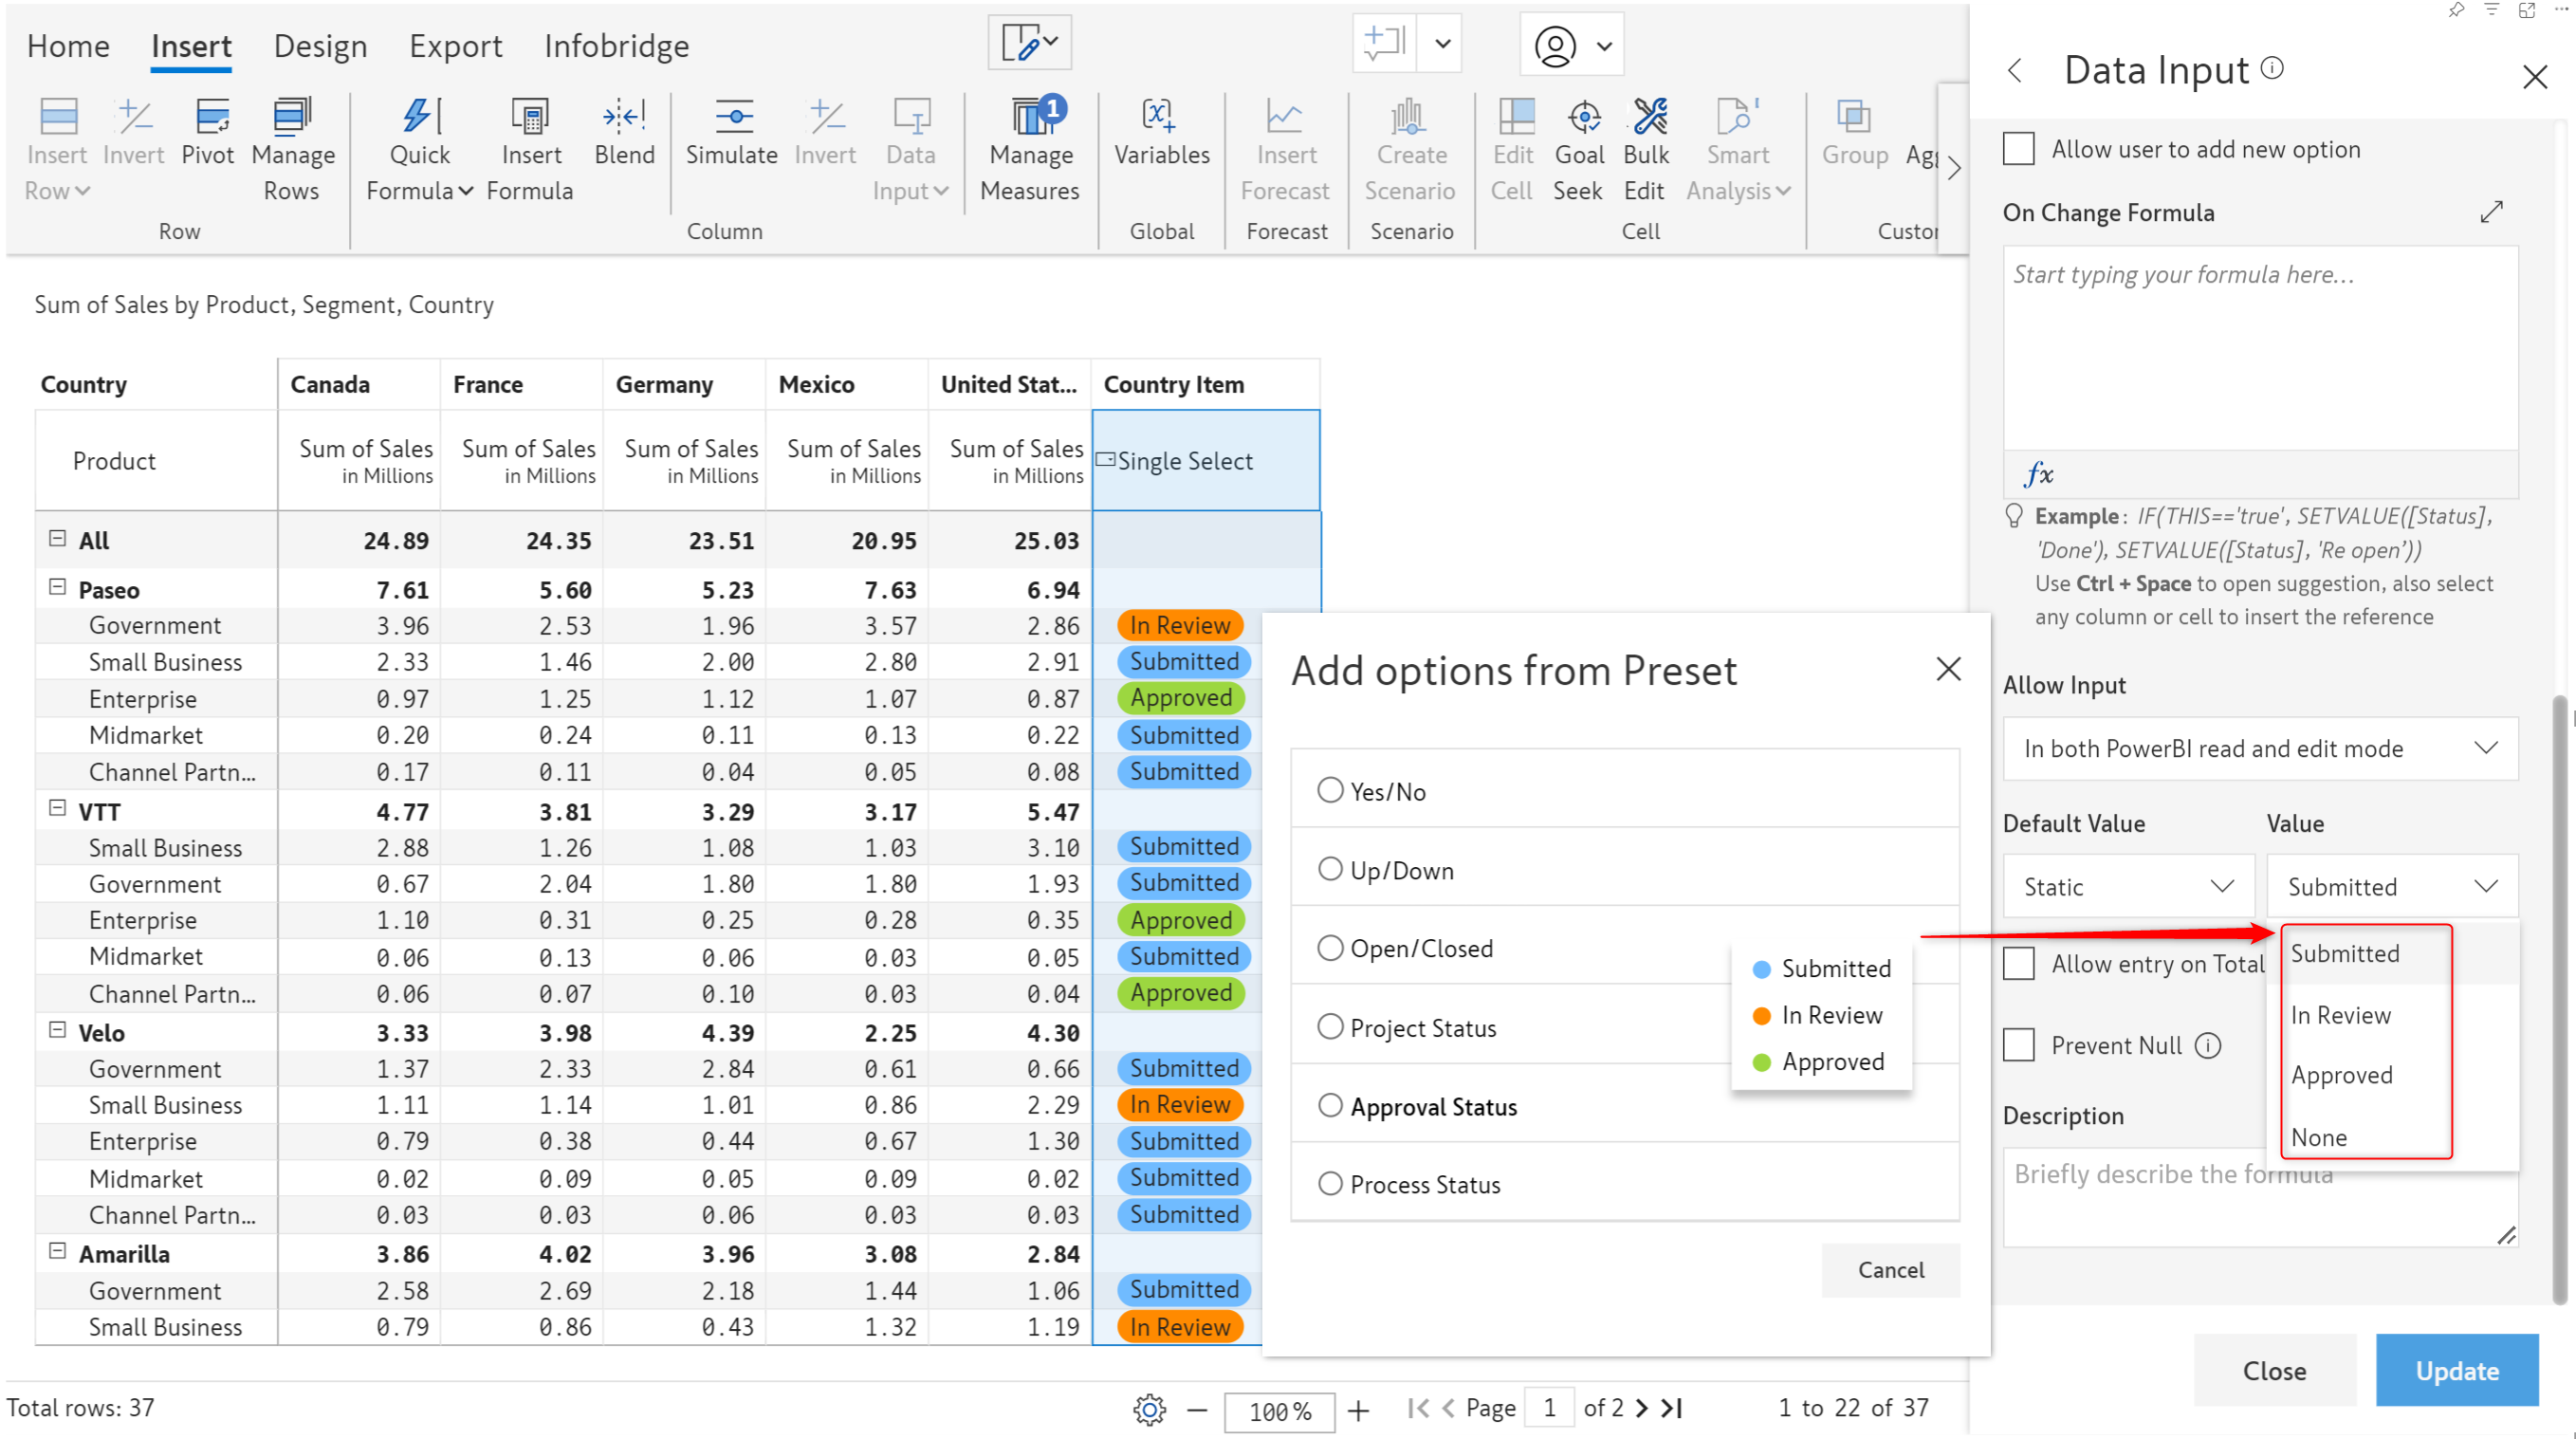 Home Insert Design Export Infobridge
Insert Row Invert Pivot Manage Rows Quick Formula Insert Formula Blend Simulate Invert Data Input Manage Measures 1 Variables Insert Forecast Create Scenario Edit Cell Goal Seek Bulk Edit Smart Analysis Group
Row Column Global Forecast Scenario Cell
Sum of Sales by Product, Segment, Country
Country Canada France Germany Mexico United Stat... Country Item
Product Sum of Sales in Millions Sum of Sales in Millions Sum of Sales in Millions Sum of Sales in Millions Sum of Sales in Millions Single Select
All 24.89 24.35 23.51 20.95 25.03
Paseo 7.61 5.60 5.23 7.63 6.94
Government 3.96 2.53 1.96 3.57 2.86 In Review
Small Business 2.33 1.46 2.00 2.80 2.91 Submitted
Enterprise 0.97 1.25 1.12 1.07 0.87 Approved
Midmarket 0.20 0.24 0.11 0.13 0.22 Submitted
Channel Partn... 0.17 0.11 0.04 0.05 0.08 Submitted
VTT 4.77 3.81 3.29 3.17 5.47
Small Business 2.88 1.26 1.08 1.03 3.10 Submitted
Government 0.67 2.04 1.80 1.80 1.93 Submitted
Enterprise 1.10 0.31 0.25 0.28 0.35 Approved
Midmarket 0.06 0.13 0.06 0.03 0.05 Submitted
Channel Partn... 0.06 0.07 0.10 0.03 0.04 Approved
Velo 3.33 3.98 4.39 2.25 4.30
Government 1.37 2.33 2.84 0.61 0.66 Submitted
Small Business 1.11 1.14 1.01 0.86 2.29 In Review
Enterprise 0.79 0.38 0.44 0.67 1.30 Submitted
Midmarket 0.02 0.09 0.05 0.09 0.02 Submitted
Channel Partn... 0.03 0.03 0.06 0.03 0.03 Submitted
Amarilla 3.86 4.02 3.96 3.08 2.84
Government 2.58 2.69 2.18 1.44 1.06 Submitted
Small Business 0.79 0.86 0.43 1.32 1.19 In Review
Total rows: 37
100%
Page 1 of 2
1 to 22 of 37
Add options from Preset
Yes/No
Up/Down
Open/Closed
Project Status
Approval Status
Process Status
Submitted
In Review
Approved
Cancel
Data Input
Allow user to add new option
On Change Formula
Start typing your formula here...
fx
Example: IF(THIS=='true', SETVALUE([Status],
'Done'), SETVALUE([Status], 'Re open’))
Use Ctrl + Space to open suggestion, also select
any column or cell to insert the reference
Allow Input
In both PowerBI read and edit mode
Default Value Value
Static Submitted
Submitted
In Review
Approved
None
Allow entry on Total
Prevent Null
Description
Briefly describe the formula
Close Update